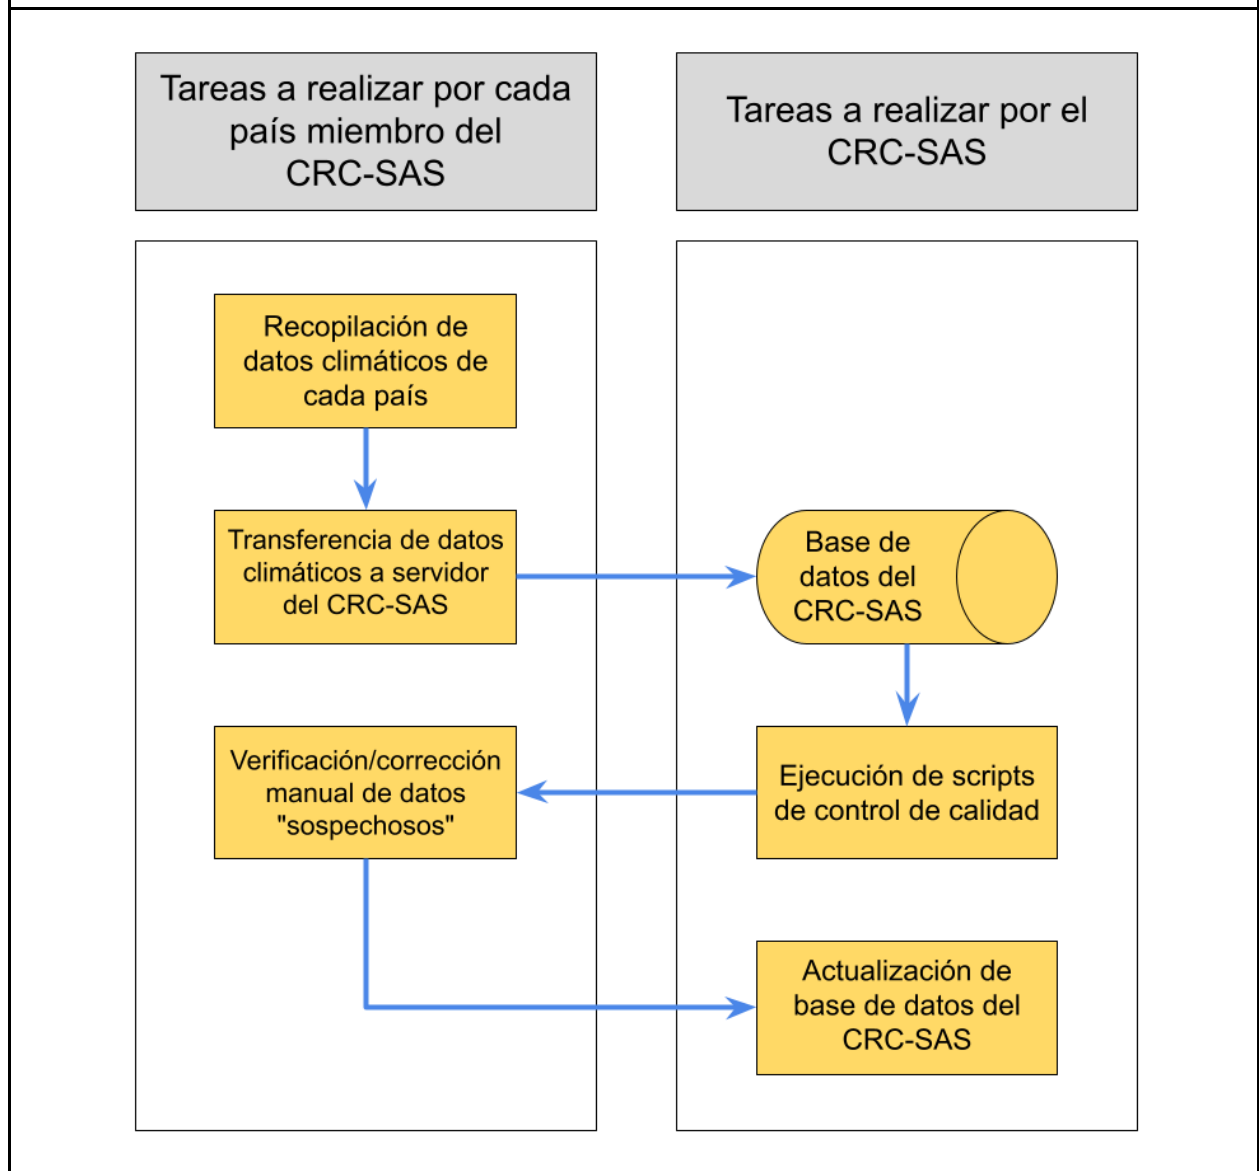 Tareas a realizar por cada
país miembro del
CRC-SAS
Tareas a realizar por el
CRC-SAS
Recopilación de
datos climáticos de
cada país
Transferencia de datos
climáticos a servidor
del CRC-SAS
Base de
datos del
CRC-SAS
Verificación/corrección
manual de datos
"sospechosos"
Ejecución de scripts
de control de calidad
Actualización de
base de datos del
CRC-SAS